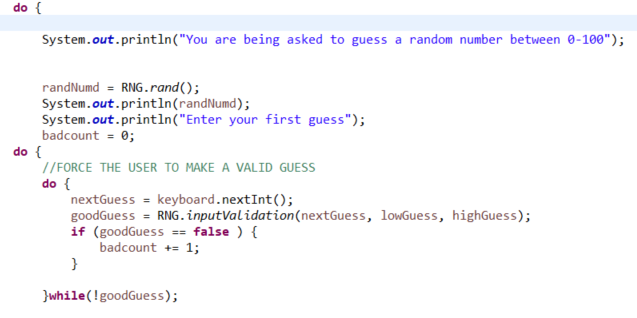 do {
System.out.println("You are being asked to guess a random number between 0-100");
randNumd = RNG.rand();
System.out.println(randNumd);
System.out.println("Enter your first guess");
badcount = 0;
do {
//FORCE THE USER TO MAKE A VALID GUESS
do {
nextGuess = keyboard.nextInt();
goodGuess = RNG.inputValidation(nextGuess, lowGuess, highGuess);
if (goodGuess == false ) {
badcount += 1;
}
}while(!goodGuess);